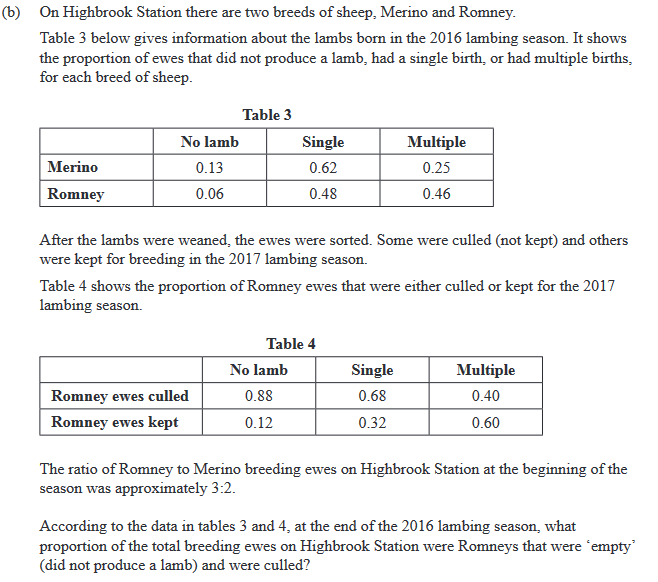 (b) On Highbrook Station there are two breeds of sheep, Merino and Romney.
Table 3 below gives information about the lambs born in the 2016 lambing season. It shows
the proportion of ewes that did not produce a lamb, had a single birth, or had multiple births,
for each breed of sheep.
Table 3
No lamb Single Multiple
Merino 0.13 0.62 0.25
Romney 0.06 0.48 0.46
After the lambs were weaned, the ewes were sorted. Some were culled (not kept) and others
were kept for breeding in the 2017 lambing season.
Table 4 shows the proportion of Romney ewes that were either culled or kept for the 2017
lambing season.
Table 4
No lamb Single Multiple
Romney ewes culled 0.88 0.68 0.40
Romney ewes kept 0.12 0.32 0.60
The ratio of Romney to Merino breeding ewes on Highbrook Station at the beginning of the
season was approximately 3:2.
According to the data in tables 3 and 4, at the end of the 2016 lambing season, what
proportion of the total breeding ewes on Highbrook Station were Romneys that were ‘empty’
(did not produce a lamb) and were culled?